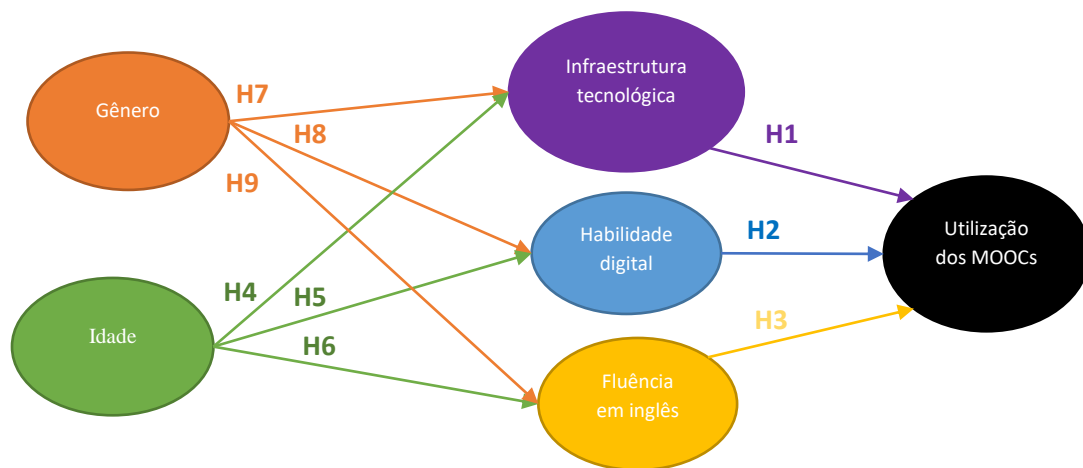 Gênero
Idade
H7
H8
H9
H4
H5
H6
Infraestrutura
tecnológica
Habilidade
digital
Fluência
em inglês
H1
H2
H3
Utilização
dos MOOCs